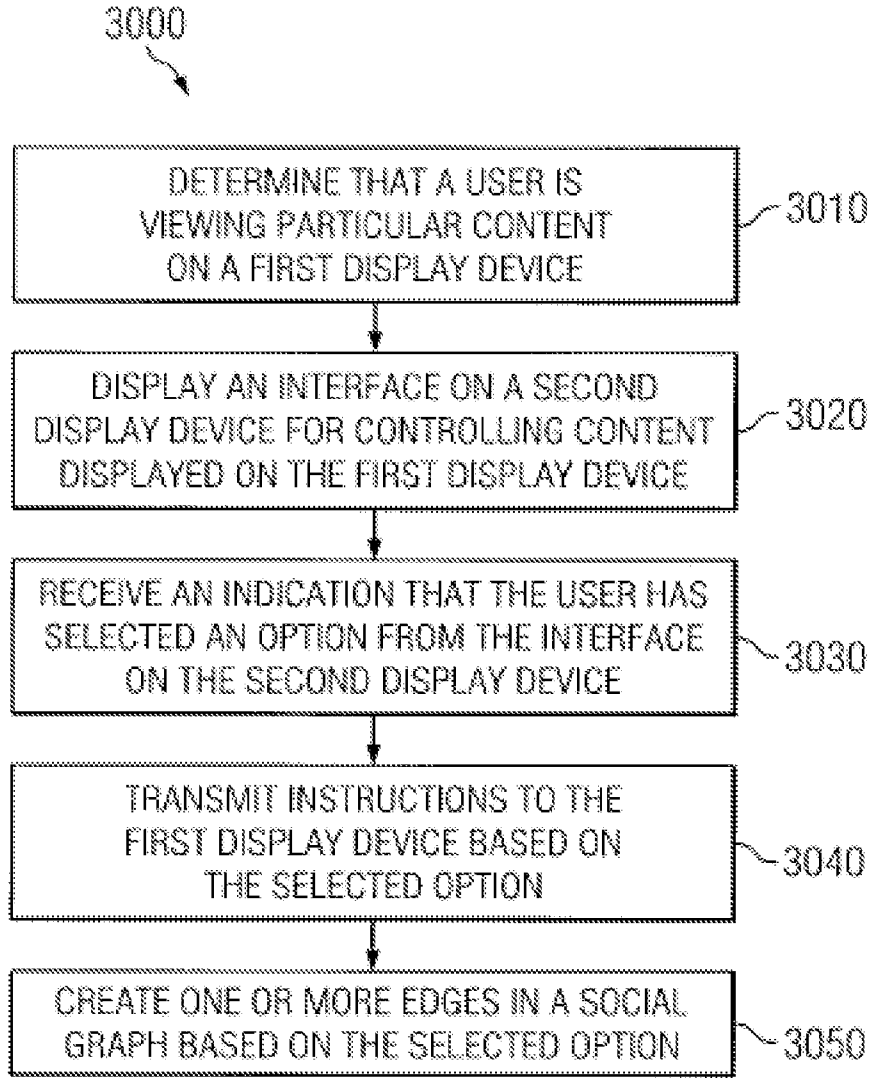 3000
DETERMINE THAT A USER IS
VIEWING PARTICULAR CONTENT
ON A FIRST DISPLAY DEVICE
3010
DISPLAY AN INTERFACE ON A SECOND
DISPLAY DEVICE FOR CONTROLLING CONTENT
DISPLAYED ON THE FIRST DISPLAY DEVICE
3020
RECEIVE AN INDICATION THAT THE USER HAS
SELECTED AN OPTION FROM THE INTERFACE
ON THE SECOND DISPLAY DEVICE
3030
TRANSMIT INSTRUCTIONS TO THE
FIRST DISPLAY DEVICE BASED ON
THE SELECTED OPTION
3040
CREATE ONE OR MORE EDGES IN A SOCIAL
GRAPH BASED ON THE SELECTED OPTION
3050